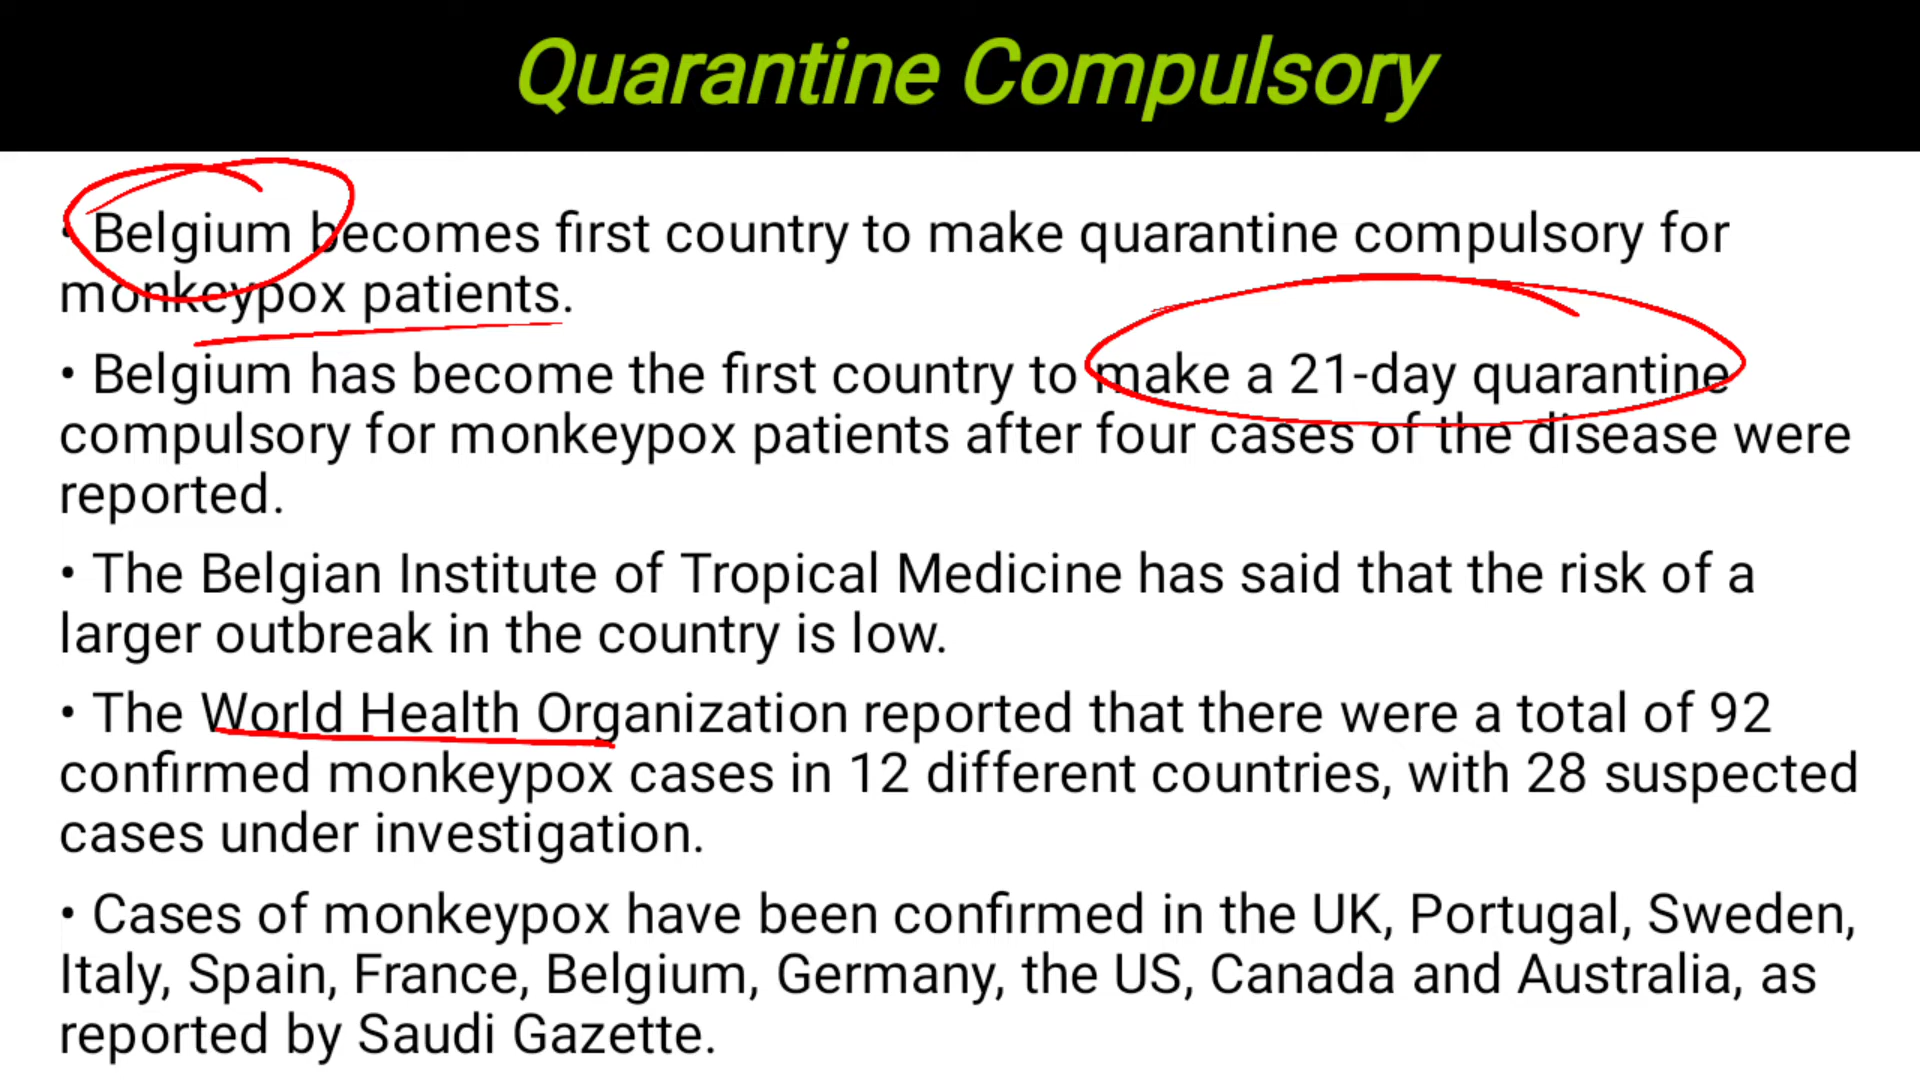 Quarantine Compulsory
• Belgium becomes first country to make quarantine compulsory for
monkeypox patients.
• Belgium has become the first country to make a 21-day quarantine
compulsory for monkeypox patients after four cases of the disease were
reported.
• The Belgian Institute of Tropical Medicine has said that the risk of a
larger outbreak in the country is low.
• The World Health Organization reported that there were a total of 92
confirmed monkeypox cases in 12 different countries, with 28 suspected
cases under investigation.
• Cases of monkeypox have been confirmed in the UK, Portugal, Sweden,
Italy, Spain, France, Belgium, Germany, the US, Canada and Australia, as
reported by Saudi Gazette.